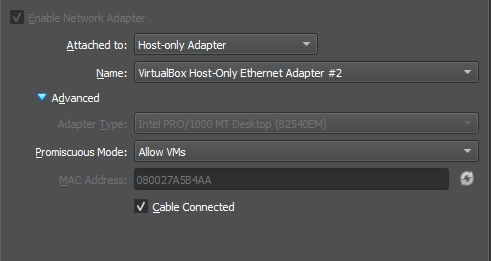 Enable Network Adapter
Attached to: Host-only Adapter
Name: VirtualBox Host-Only Ethernet Adapter #2
Advanced
Adapter Type: Intel PRO/1000 MT Desktop (82540EM)
Promiscuous Mode: Allow VMs
MAC Address: 080027A5B4AA
Cable Connected